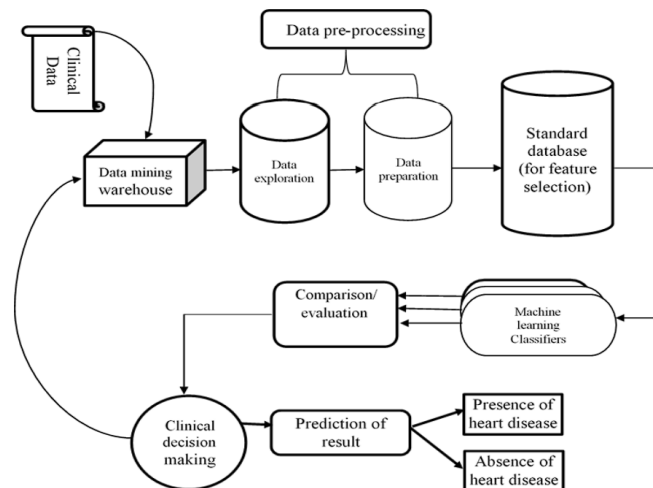 Data pre-processing
Clinical
Data
Data mining
warehouse
Data
exploration
Data
preparation
Standard
database
(for feature
selection)
Comparison/
evaluation
Machine
learning
Classifiers
Clinical
decision
making
Prediction of
result
Presence of
heart disease
Absence of
heart disease